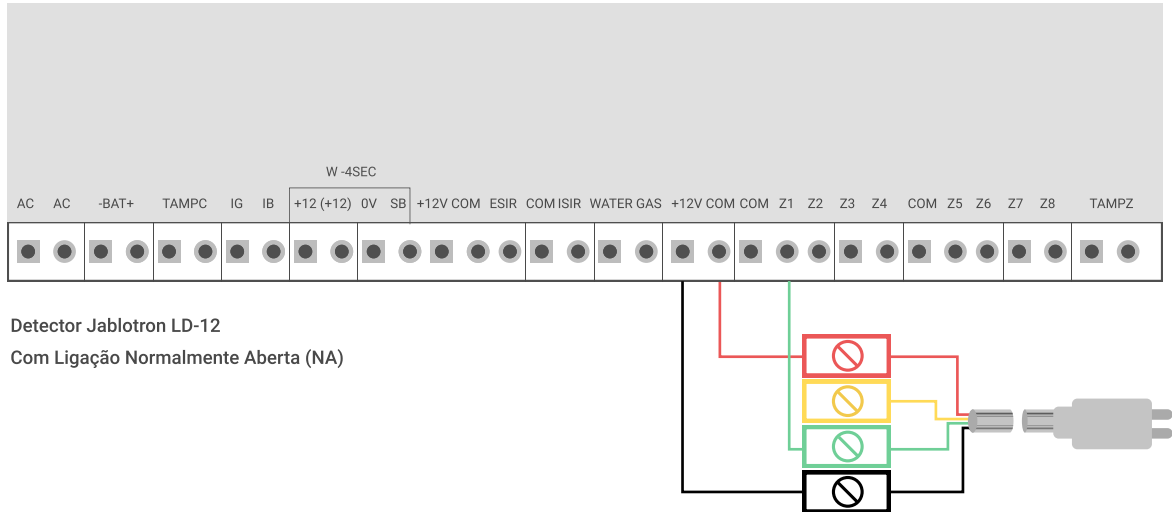 W -4SEC
AC AC -BAT+ TAMPC IG IB +12 (+12) 0V SB +12V COM ESIR COM ISIR WATER GAS +12V COM COM Z1 Z2 Z3 Z4 COM Z5 Z6 Z7 Z8 TAMPZ
Detector Jablotron LD-12
Com Ligação Normalmente Aberta (NA)